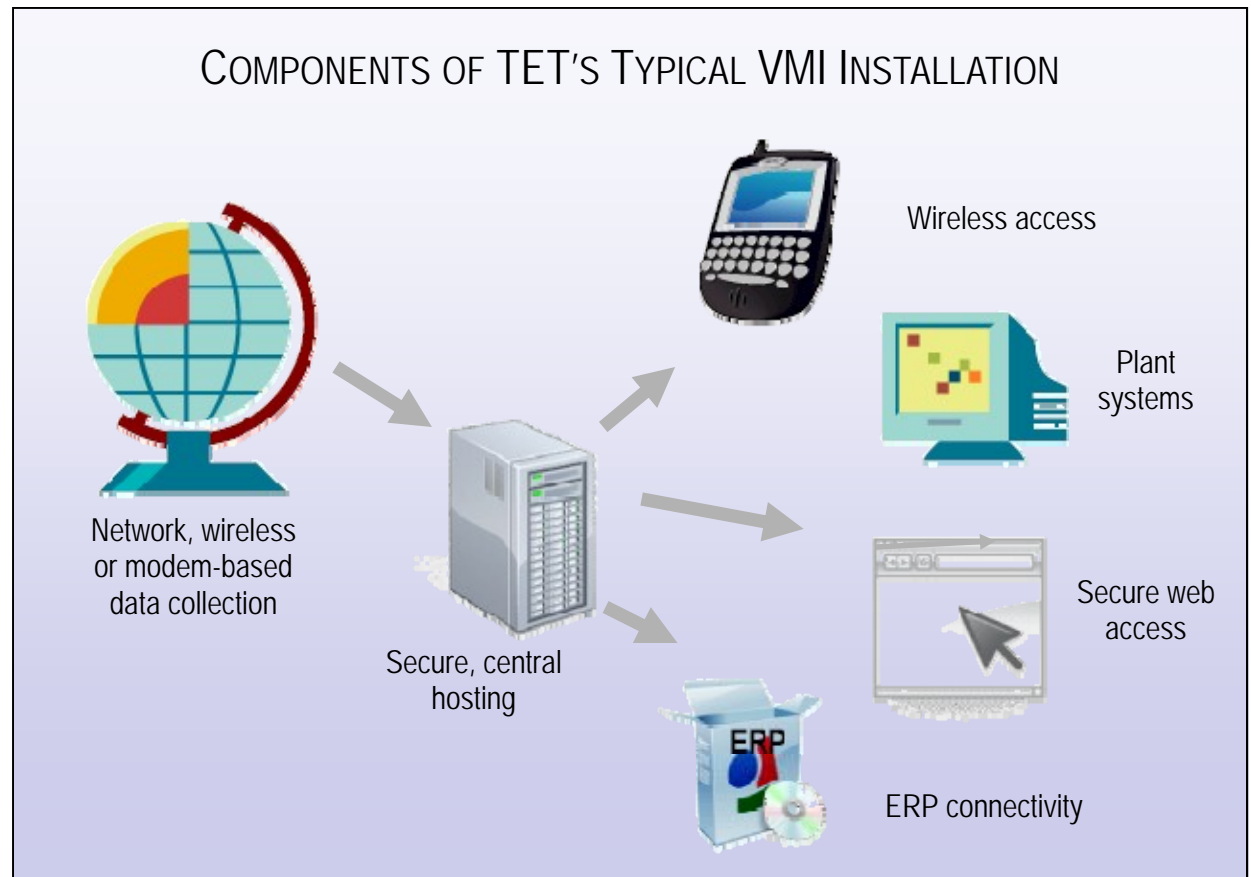 COMPONENTS OF TET'S TYPICAL VMI INSTALLATION
Wireless access
Plant
systems
Network, wireless
or modem-based
data collection
Secure web
access
Secure, central
hosting
ERP
ERP connectivity